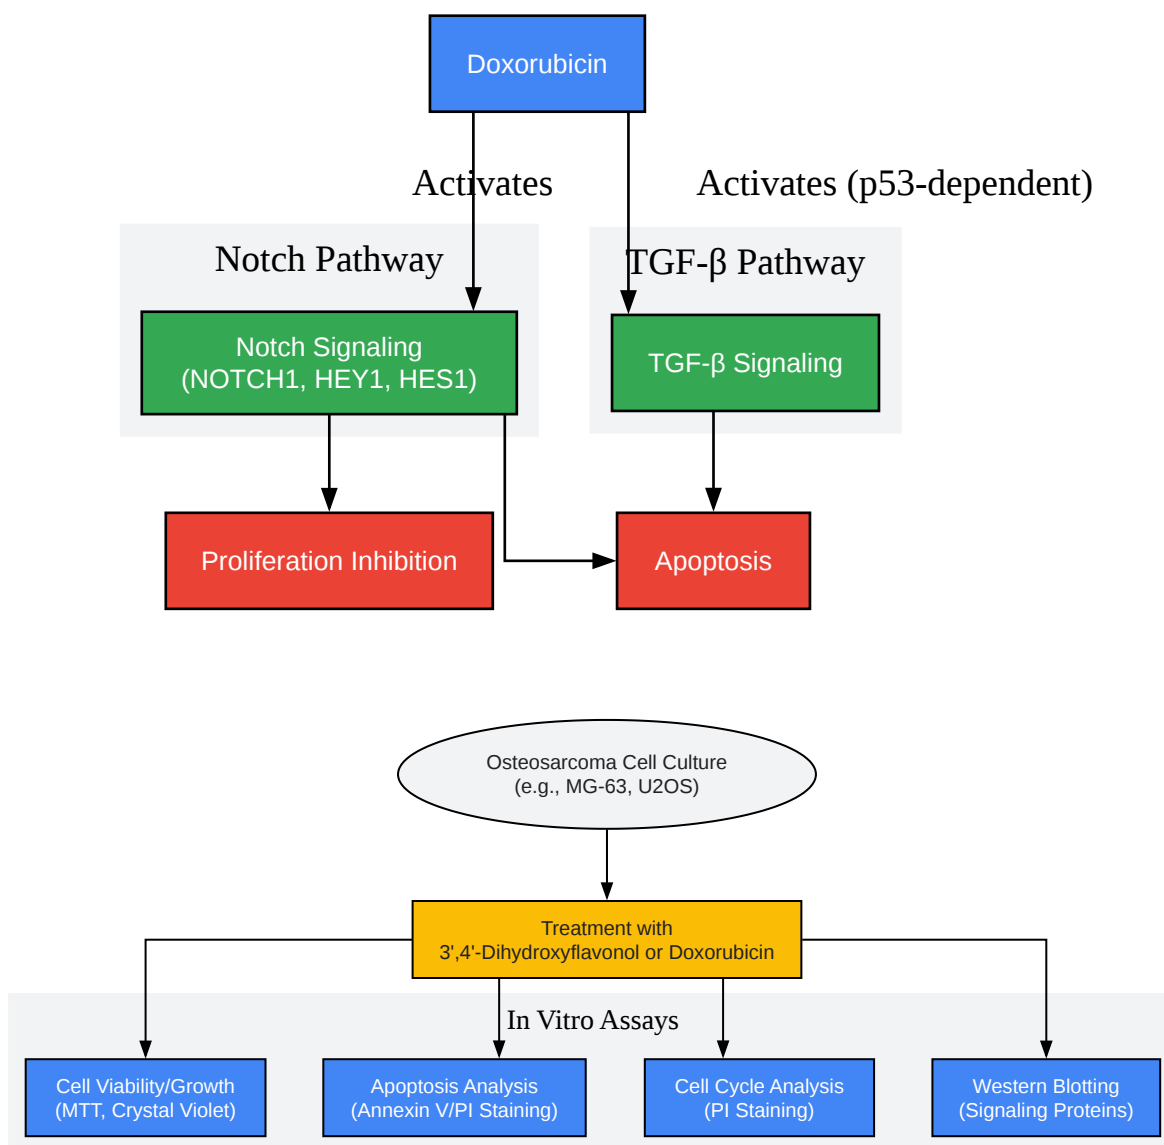 Doxorubicin
Activates
Activates (p53-dependent)
Notch Pathway
TGF-β Pathway
Notch Signaling
(NOTCH1, HEY1, HES1)
TGF-β Signaling
Proliferation Inhibition
Apoptosis
Osteosarcoma Cell Culture
(e.g., MG-63, U2OS)
Treatment with
3',4'-Dihydroxyflavonol or Doxorubicin
In Vitro Assays
Cell Viability/Growth
(MTT, Crystal Violet)
Apoptosis Analysis
(Annexin V/PI Staining)
Cell Cycle Analysis
(PI Staining)
Western Blotting
(Signaling Proteins)